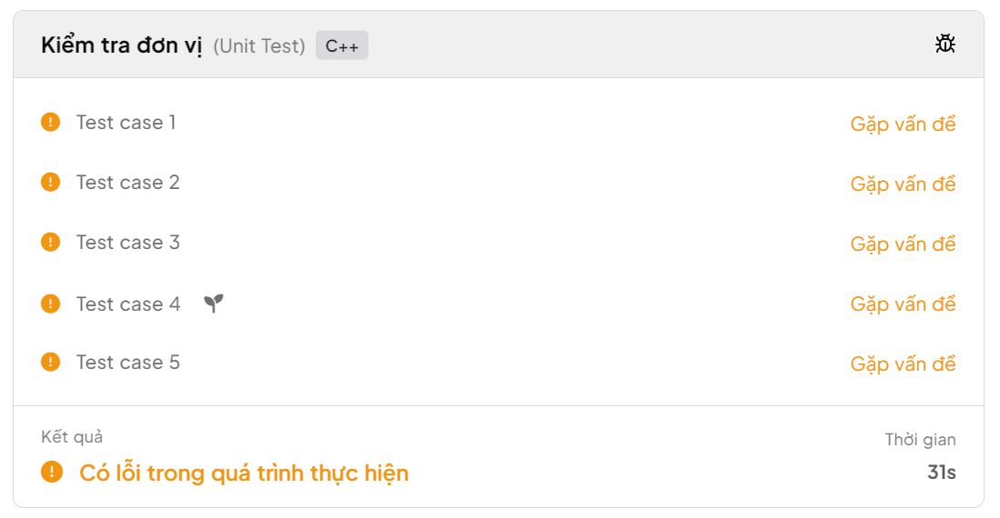 Kiểm tra đơn vị (Unit Test) C++
Test case 1 Gặp vấn đề
Test case 2 Gặp vấn đề
Test case 3 Gặp vấn đề
Test case 4 Gặp vấn đề
Test case 5 Gặp vấn đề
Kết quả Thời gian
Có lỗi trong quá trình thực hiện 31s